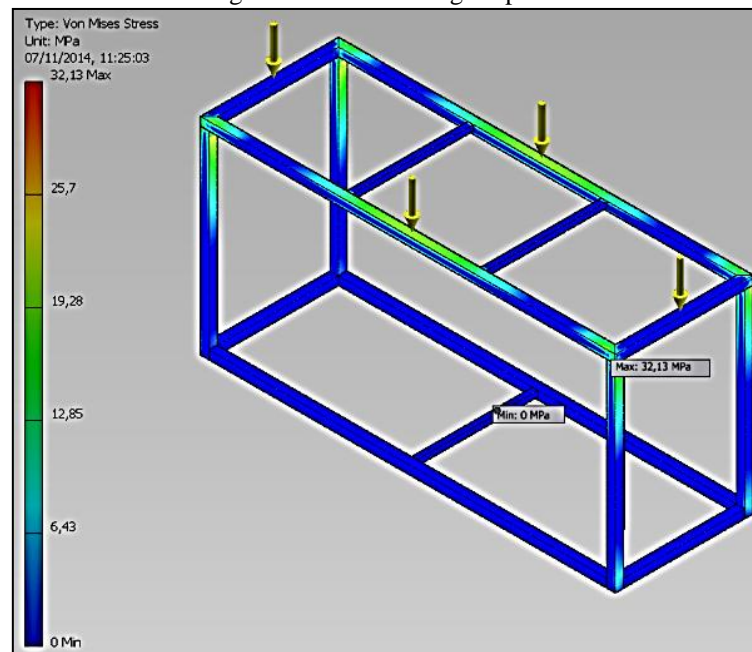 Type: Von Mises Stress
Unit: MPa
07/11/2014, 11:25:03
32,13 Max
25,7
19,28
12,85
6,43
0 Min
Max: 32,13 MPa
Min: 0 MPa